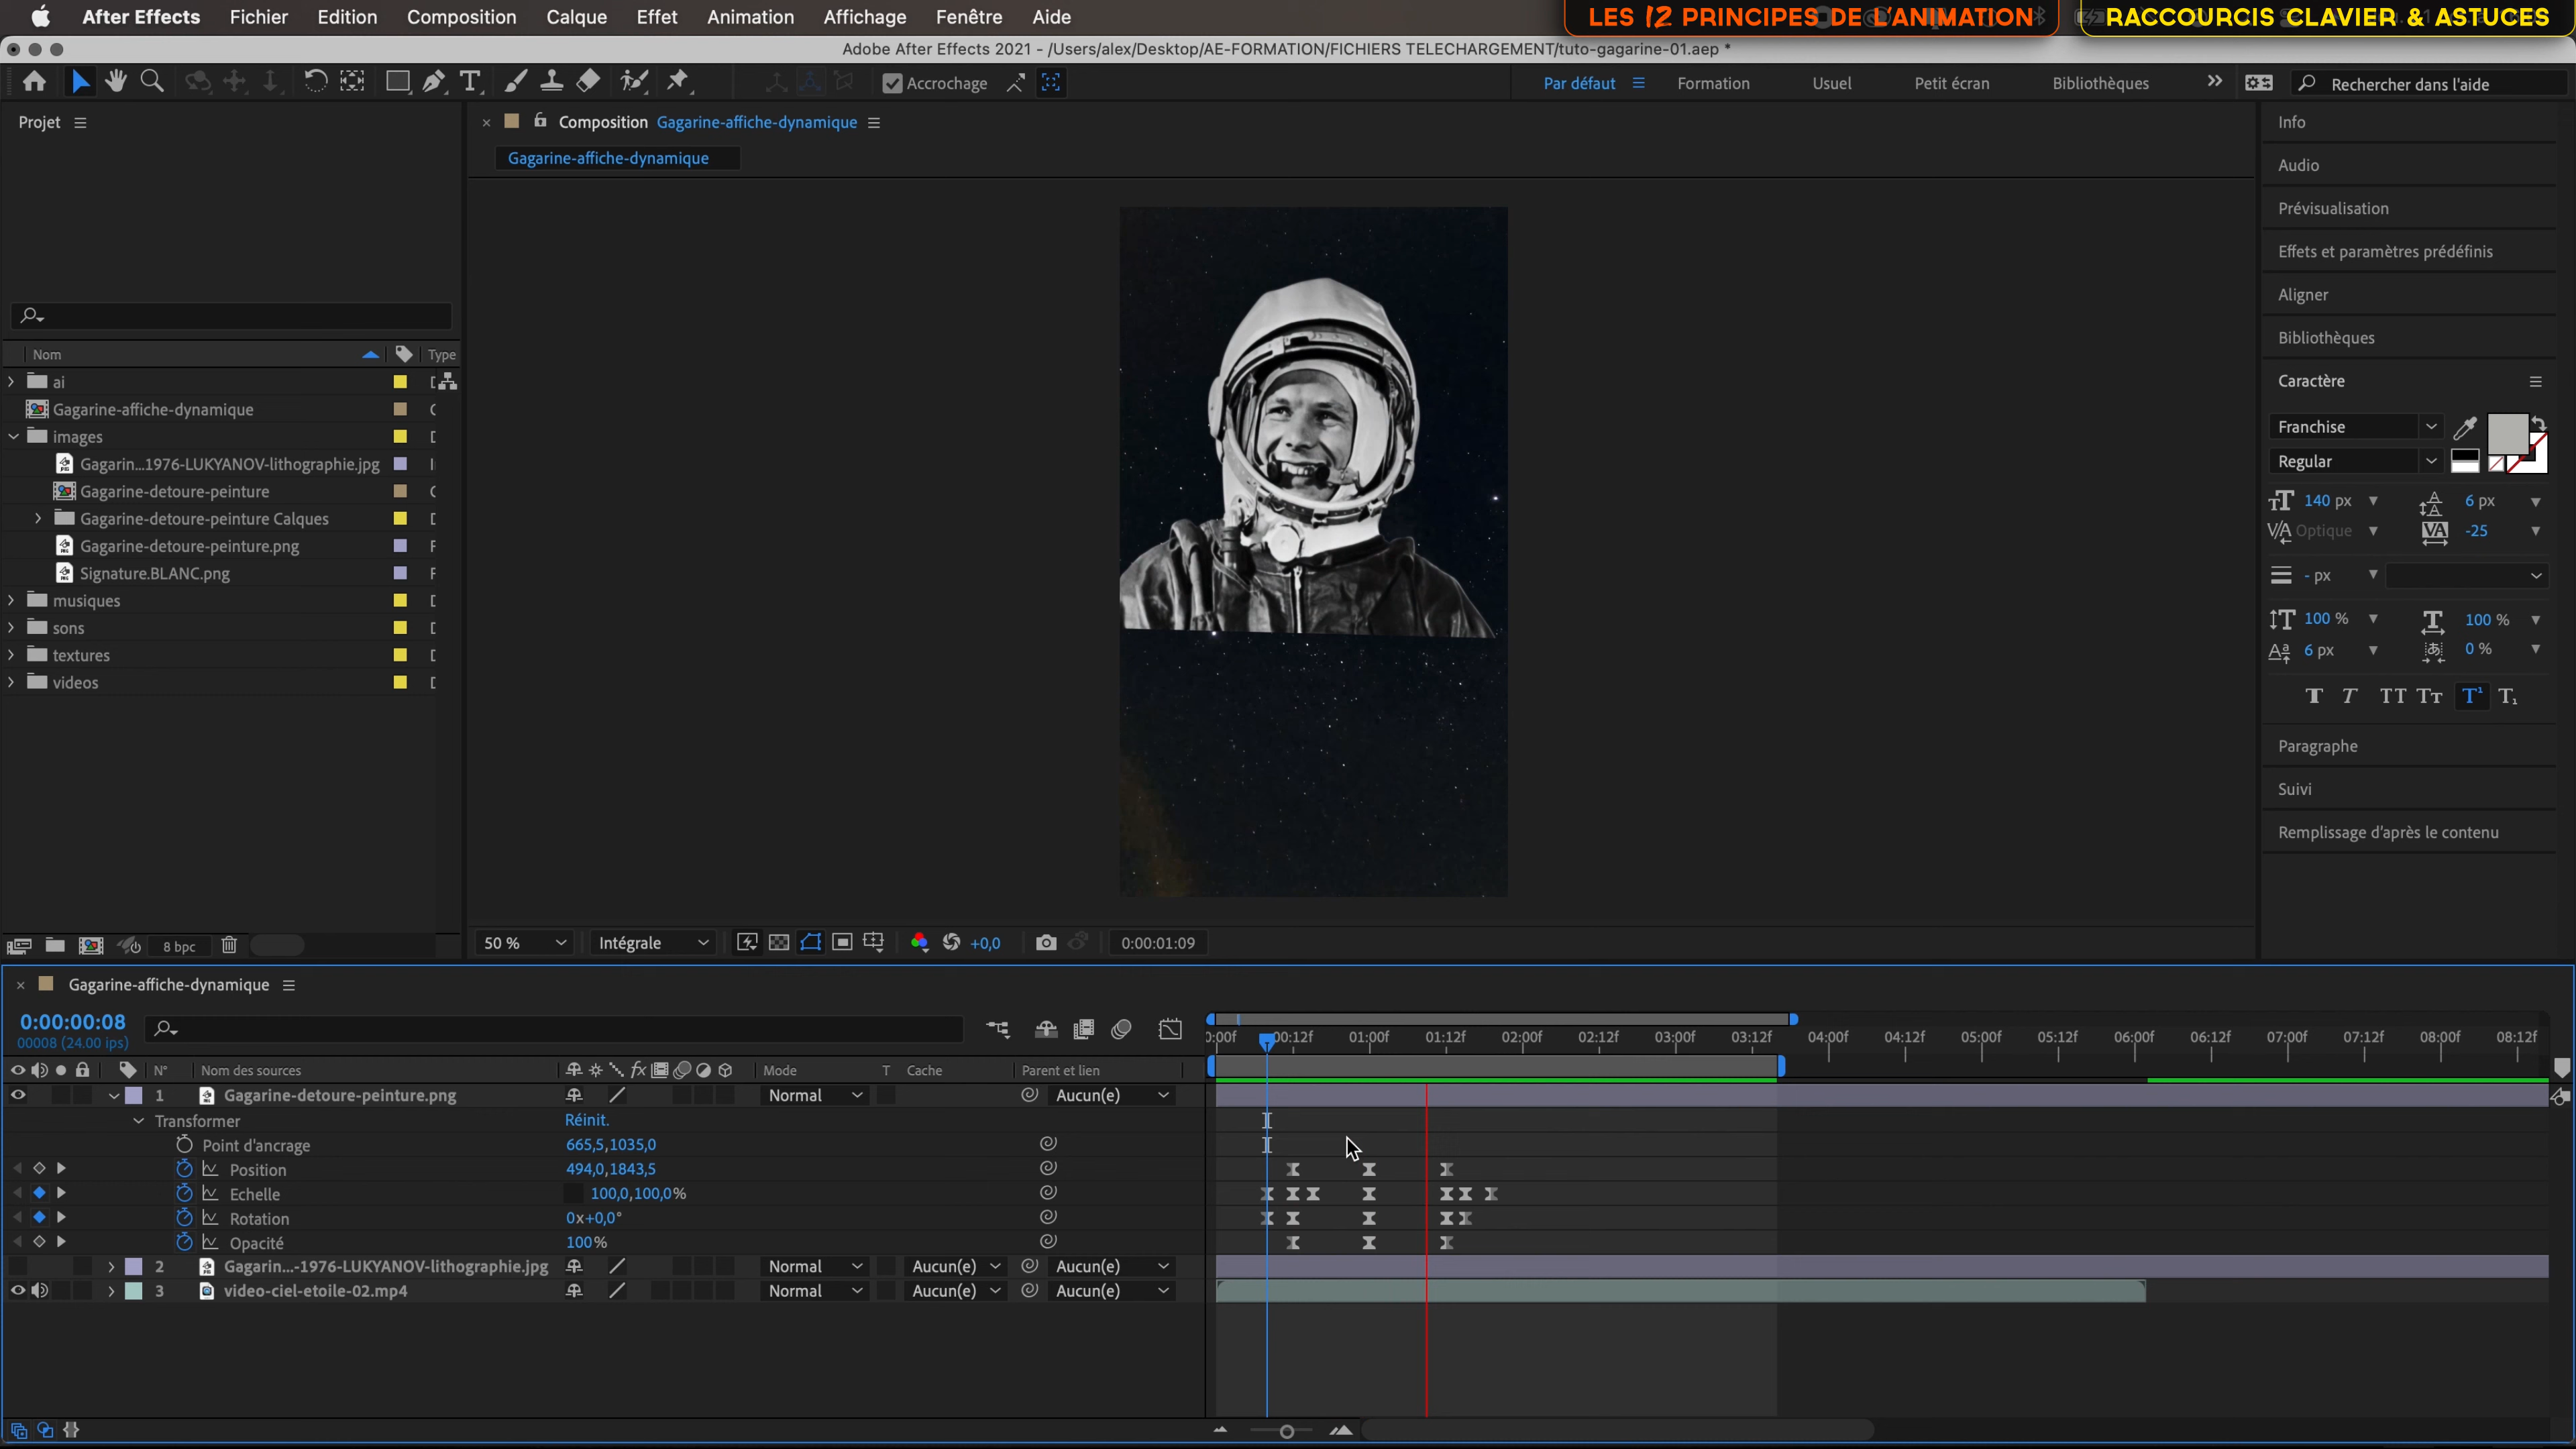 After Effects Fichier Edition Composition Calque Effet Animation Affichage Fenêtre Aide
LES 12 PRINCIPES DE L'ANIMATION
RACCOURCIS CLAVIER & ASTUCES
Adobe After Effects 2021 - /Users/alex/Desktop/AE-FORMATION/FICHIERS TELECHARGEMENT/tuto-gagarine-01.aep *
Accrochage
Par défaut Formation Usuel Petit écran Bibliothèques
Rechercher dans l'aide
Projet
Nom Type
ai
Gagarine-affiche-dynamique
images
Gagarin...1976-LUKYANOV-lithographie.jpg
Gagarine-detoure-peinture
Gagarine-detoure-peinture Calques
Gagarine-detoure-peinture.png
Signature.BLANC.png
musiques
sons
textures
videos
8 bpc
Composition Gagarine-affiche-dynamique
Gagarine-affiche-dynamique
50 % Intégrale +0,0 0:00:01:09
Info
Audio
Prévisualisation
Effets et paramètres prédéfinis
Aligner
Bibliothèques
Caractère
Franchise
Regular
140 px 6 px
Optique -25
- px
100 % 100 %
6 px 0 %
Paragraphe
Suivi
Remplissage d'après le contenu
Gagarine-affiche-dynamique
0:00:00:08
00008 (24.00 ips)
00:12f 01:00f 01:12f 02:00f 02:12f 03:00f 03:12f 04:00f 04:12f 05:00f 05:12f 06:00f 06:12f 07:00f 07:12f 08:00f 08:12f
N° Nom des sources Mode T Cache Parent et lien
1 Gagarine-detoure-peinture.png Normal Aucun(e)
Transformer Réinit.
Point d'ancrage 665,5,1035,0
Position 494,0,1843,5
Echelle 100,0,100,0%
Rotation 0x+0,0°
Opacité 100%
2 Gagarin...-1976-LUKYANOV-lithographie.jpg Normal Aucun(e) Aucun(e)
3 video-ciel-etoile-02.mp4 Normal Aucun(e) Aucun(e)